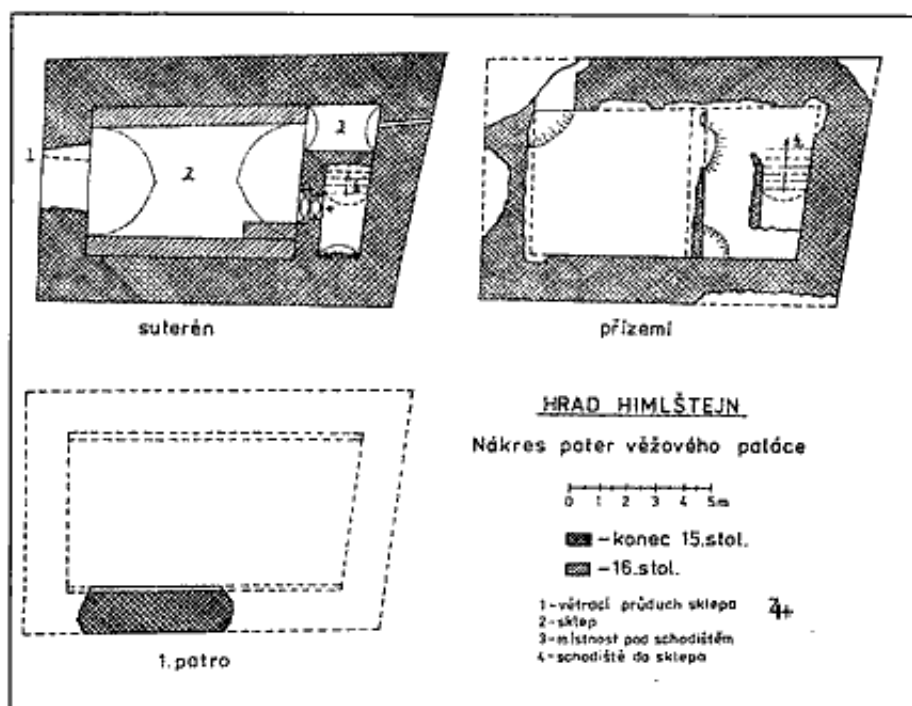 1
2
3
4
suterén
4
přízemí
1. patro
HRAD HIMLŠTEJN
Nákres pater věžového paláce
0 1 2 3 4 5m
-konec 15.stol.
-16.stol.
1-větrací průduch sklepa
2-sklep
3-místnost pod schodištěm
4-schodiště do sklepa